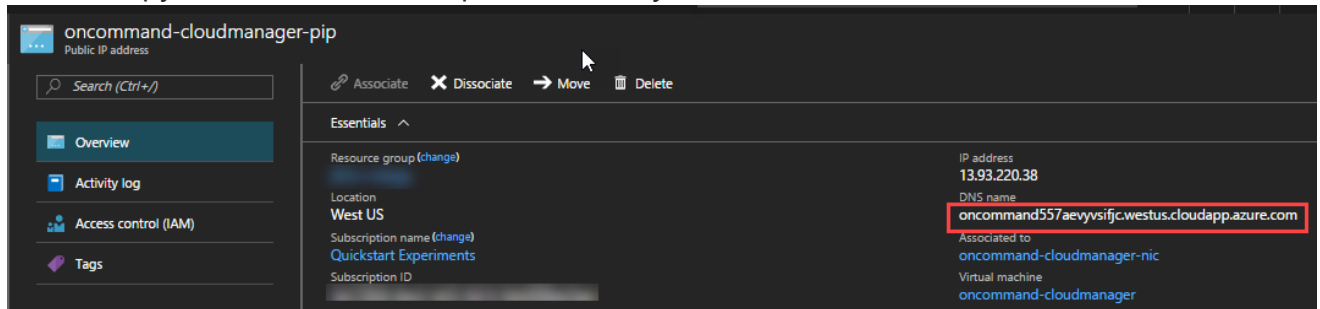 oncommand-cloudmanager-pip
Public IP address
Search (Ctrl+/)
Associate Dissociate Move Delete
Essentials
Overview
Activity log
Access control (IAM)
Tags
Resource group (change)
Location
West US
Subscription name (change)
Quickstart Experiments
Subscription ID
IP address
13.93.220.38
DNS name
oncommand557aevyvsifjc.westus.cloudapp.azure.com
Associated to
oncommand-cloudmanager-nic
Virtual machine
oncommand-cloudmanager